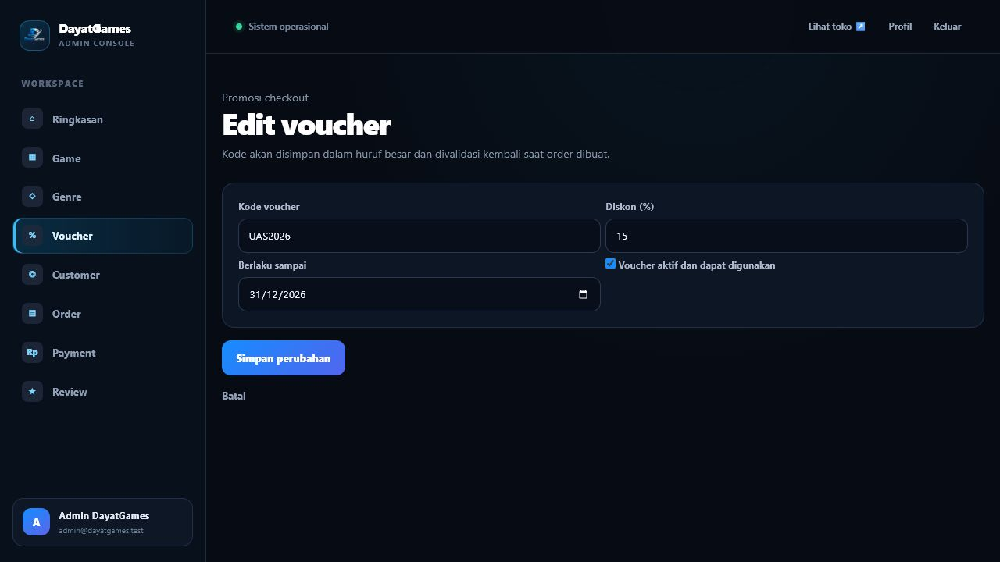 DayatGames
ADMIN CONSOLE
WORKSPACE
Ringkasan
Game
Genre
% Voucher
Customer
Order
Rp Payment
Review
A
Admin DayatGames
admin@dayatgames.test
Sistem operasional
Lihat toko ↗
Profil
Keluar
Promosi checkout
Edit voucher
Kode akan disimpan dalam huruf besar dan divalidasi kembali saat order dibuat.
Kode voucher
UAS2026
Diskon (%)
15
Berlaku sampai
31/12/2026
Voucher aktif dan dapat digunakan
Simpan perubahan
Batal